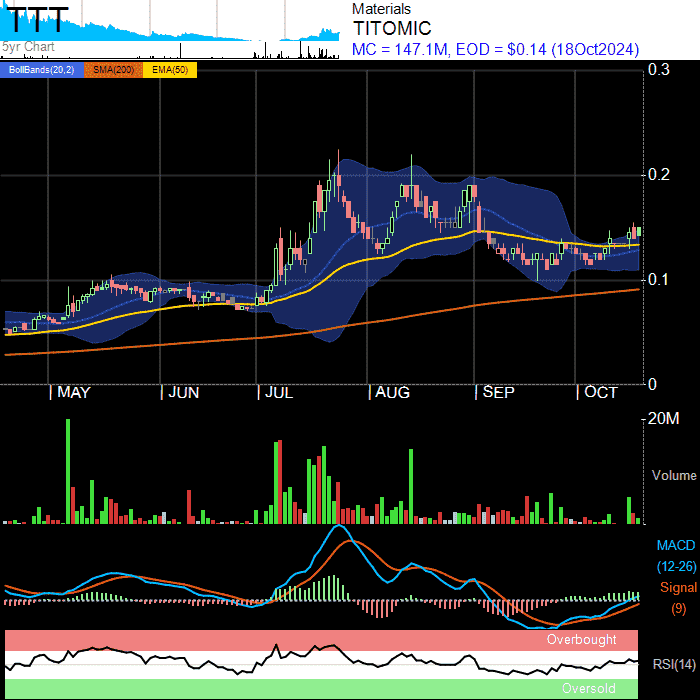 TTT
5yr Chart
Materials
TITOMIC
MC = 147.1M, EOD = $0.14 (18Oct2024)
BollBands(20,2) SMA(200) EMA(50)
0.3
0.2
0.1
0
MAY JUN JUL AUG SEP OCT
20M
Volume
MACD
(12-26)
Signal
(9)
Overbought
RSI(14)
Oversold